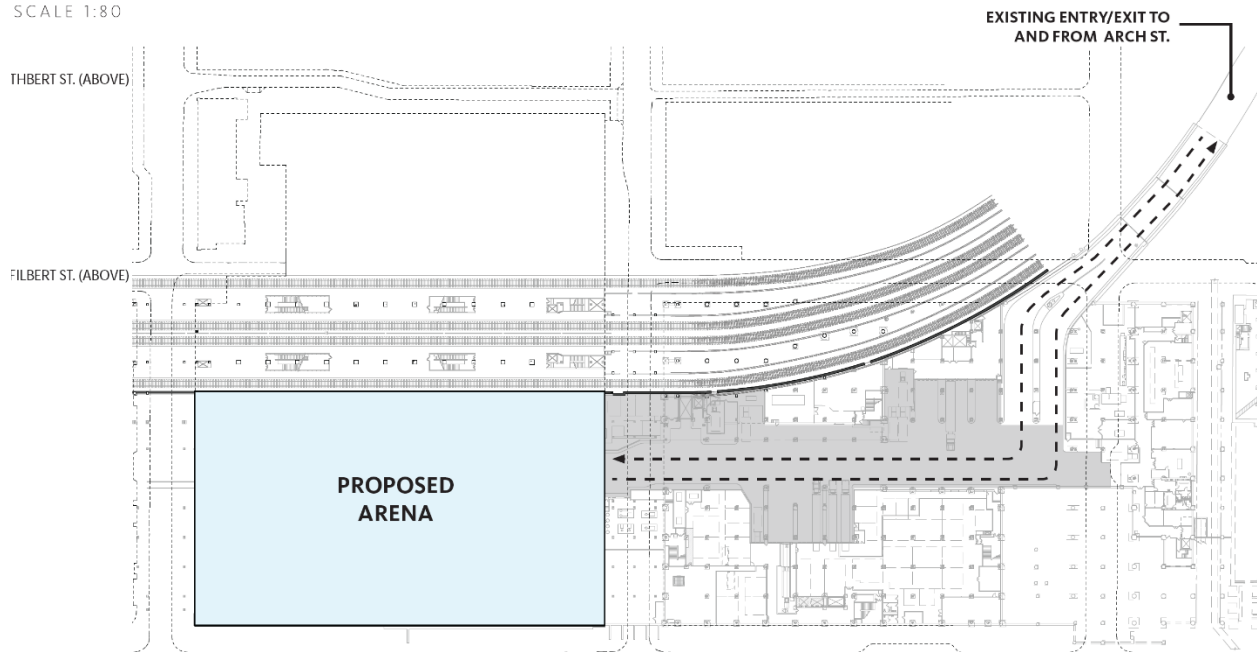 SCALE 1:80
EXISTING ENTRY/EXIT TO
AND FROM ARCH ST.
THBERT ST. (ABOVE)
FILBERT ST. (ABOVE)
PROPOSED
ARENA